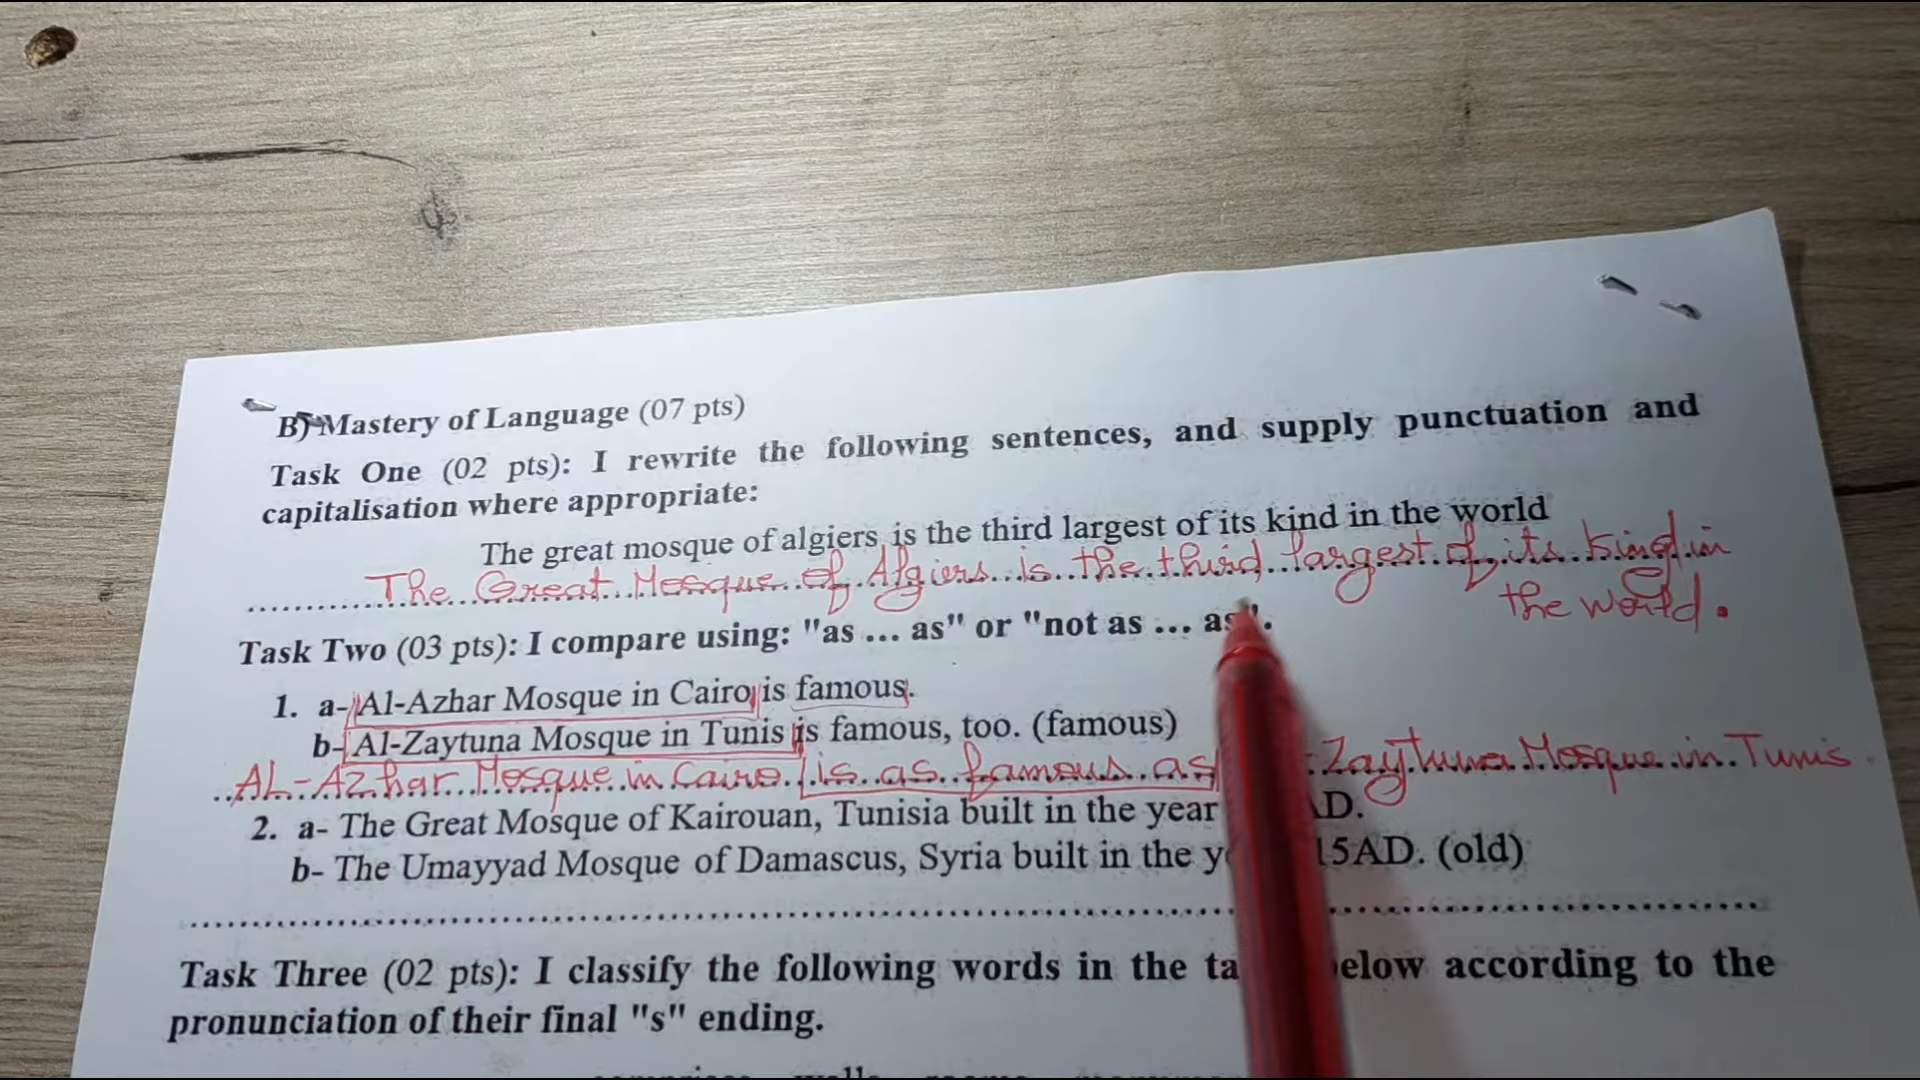 B) Mastery of Language (07 pts)
Task One (02 pts): I rewrite the following sentences, and supply punctuation and
capitalisation where appropriate:
The great mosque of algiers is the third largest of its kind in the world
The Great Mosque of Algiers is the third largest of its kind in
the world.
Task Two (03 pts): I compare using: "as ... as" or "not as ... as".
1. a- Al-Azhar Mosque in Cairo is famous.
b- Al-Zaytuna Mosque in Tunis is famous, too. (famous)
AL-AZhar Mosque in Cairo is as famous as Zaytuna Mosque in Tunis.
2. a- The Great Mosque of Kairouan, Tunisia built in the year
b- The Umayyad Mosque of Damascus, Syria built in the 15AD. (old)
Task Three (02 pts): I classify the following words in the below according to the
pronunciation of their final "s" ending.